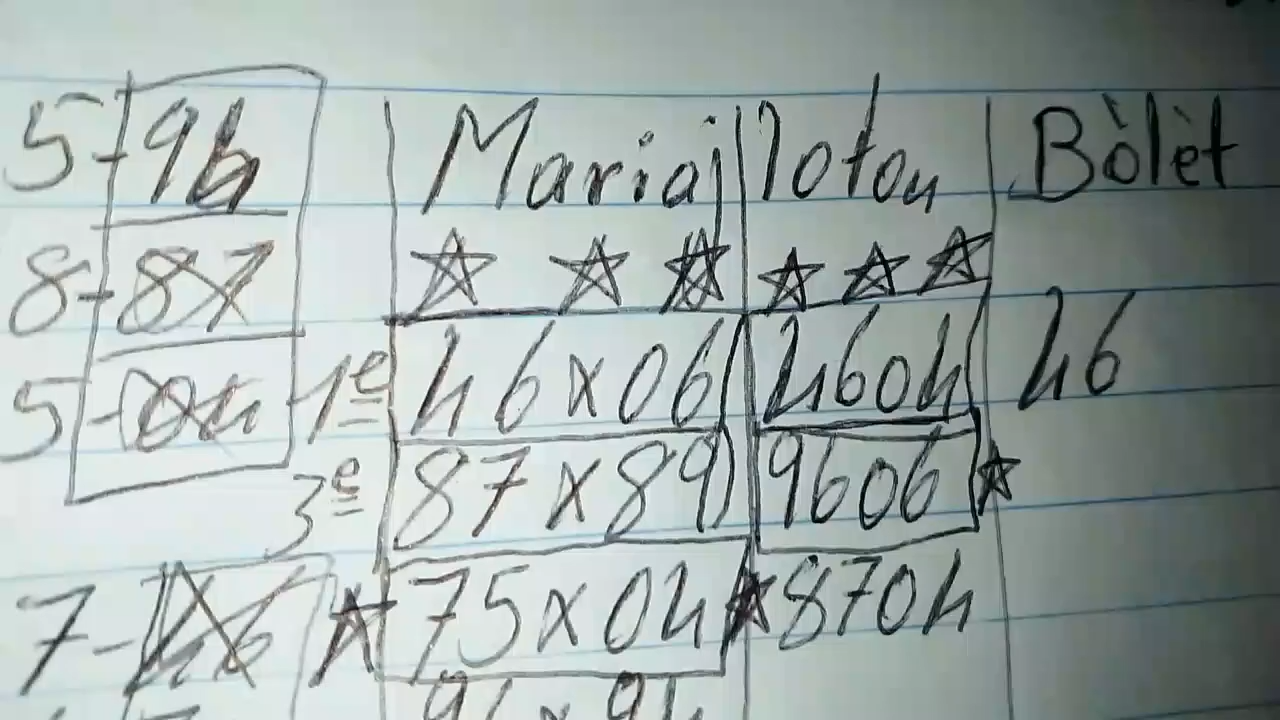 5-96 Mariaj loto4 Bòlèt
8-87
5-04 1e 46x06 4604 46
3e 87x89 9606
7-46 75x04 8704